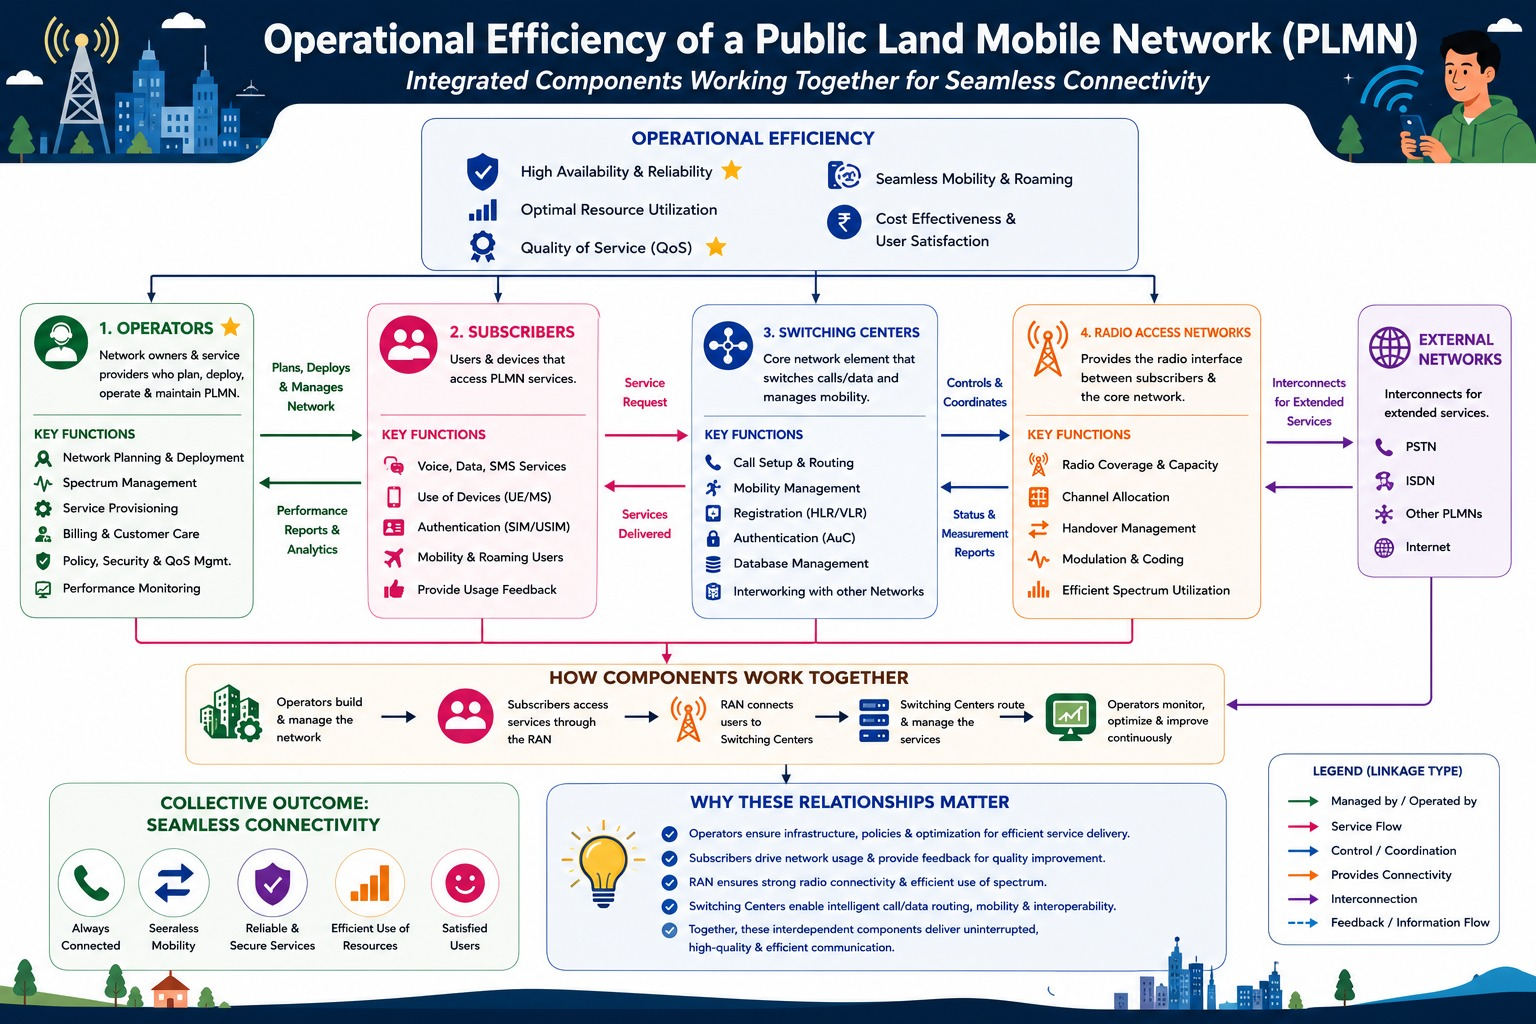 Operational Efficiency of a Public Land Mobile Network (PLMN)
Integrated Components Working Together for Seamless Connectivity
OPERATIONAL EFFICIENCY
High Availability & Reliability
Optimal Resource Utilization
Quality of Service (QoS)
Seamless Mobility & Roaming
₹
Cost Effectiveness &
User Satisfaction
1. OPERATORS
Network owners & service
providers who plan, deploy,
operate & maintain PLMN.
KEY FUNCTIONS
Network Planning & Deployment
Spectrum Management
Service Provisioning
Billing & Customer Care
Policy, Security & QoS Mgmt.
Performance Monitoring
Plans, Deploys
& Manages
Network
Performance
Reports &
Analytics
2. SUBSCRIBERS
Users & devices that
access PLMN services.
KEY FUNCTIONS
Voice, Data, SMS Services
Use of Devices (UE/MS)
Authentication (SIM/USIM)
Mobility & Roaming Users
Provide Usage Feedback
Service
Request
Services
Delivered
3. SWITCHING CENTERS
Core network element that
switches calls/data and
manages mobility.
KEY FUNCTIONS
Call Setup & Routing
Mobility Management
Registration (HLR/VLR)
Authentication (AuC)
Database Management
Interworking with other Networks
Controls &
Coordinates
Status &
Measurement
Reports
4. RADIO ACCESS NETWORKS
Provides the radio interface
between subscribers &
the core network.
KEY FUNCTIONS
Radio Coverage & Capacity
Channel Allocation
Handover Management
Modulation & Coding
Efficient Spectrum Utilization
Interconnects
for Extended
Services
EXTERNAL
NETWORKS
Interconnects for
extended services.
PSTN
ISDN
Other PLMNs
Internet
HOW COMPONENTS WORK TOGETHER
Operators build
& manage the
network
Subscribers access
services through
the RAN
RAN connects
users to
Switching Centers
Switching Centers route
& manage the
services
Operators monitor,
optimize & improve
continuously
COLLECTIVE OUTCOME:
SEAMLESS CONNECTIVITY
Always
Connected
Seeraless
Mobility
Reliable &
Secure Services
Efficient Use of
Resources
Satisfied
Users
WHY THESE RELATIONSHIPS MATTER
Operators ensure infrastructure, policies & optimization for efficient service delivery.
Subscribers drive network usage & provide feedback for quality improvement.
RAN ensures strong radio connectivity & efficient use of spectrum.
Switching Centers enable intelligent call/data routing, mobility & interoperability.
Together, these interdependent components deliver uninterrupted,
high-quality & efficient communication.
LEGEND (LINKAGE TYPE)
Managed by / Operated by
Service Flow
Control / Coordination
Provides Connectivity
Interconnection
Feedback / Information Flow